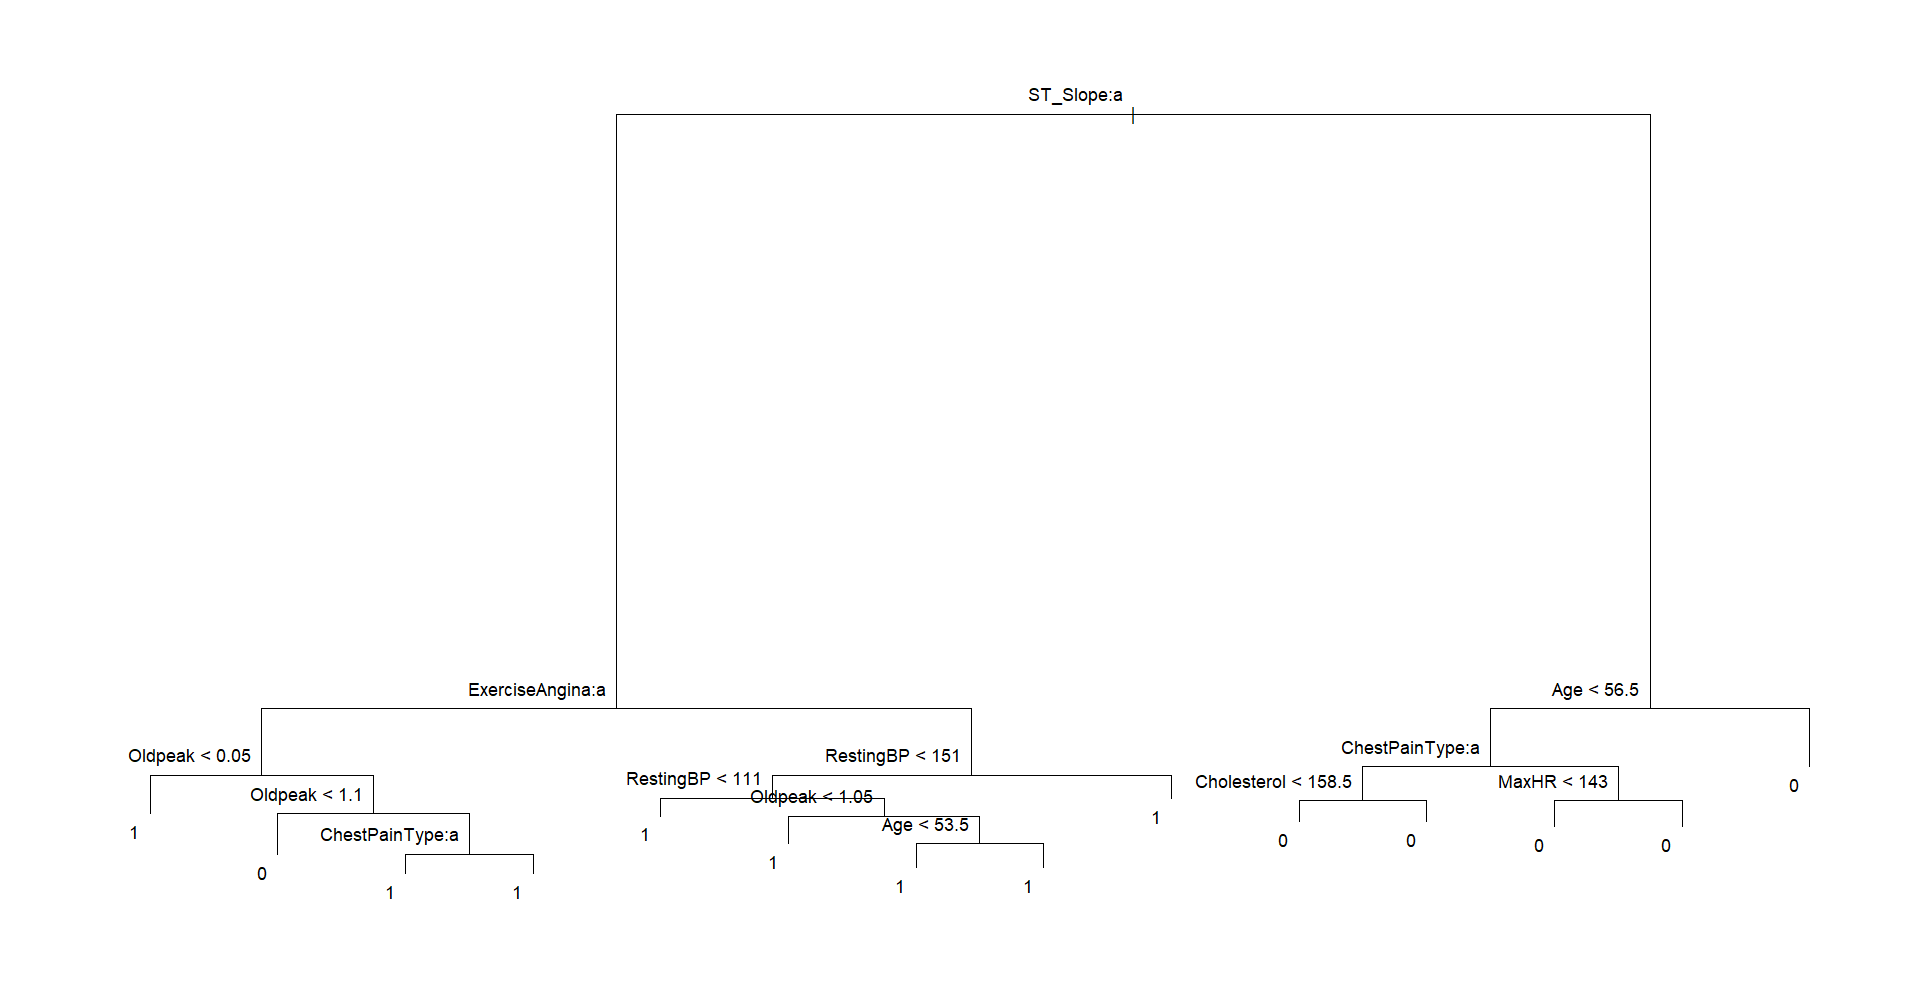 ST_Slope:a
ExerciseAngina:a
Age < 56.5
Oldpeak < 0.05
RestingBP < 151
ChestPainType:a
Oldpeak < 1.1
RestingBP < 111
Oldpeak < 1.05
Cholesterol < 158.5
MaxHR < 143
0
1
ChestPainType:a
1
Age < 53.5
1
0
0
0
0
0
1
1
1
1
1